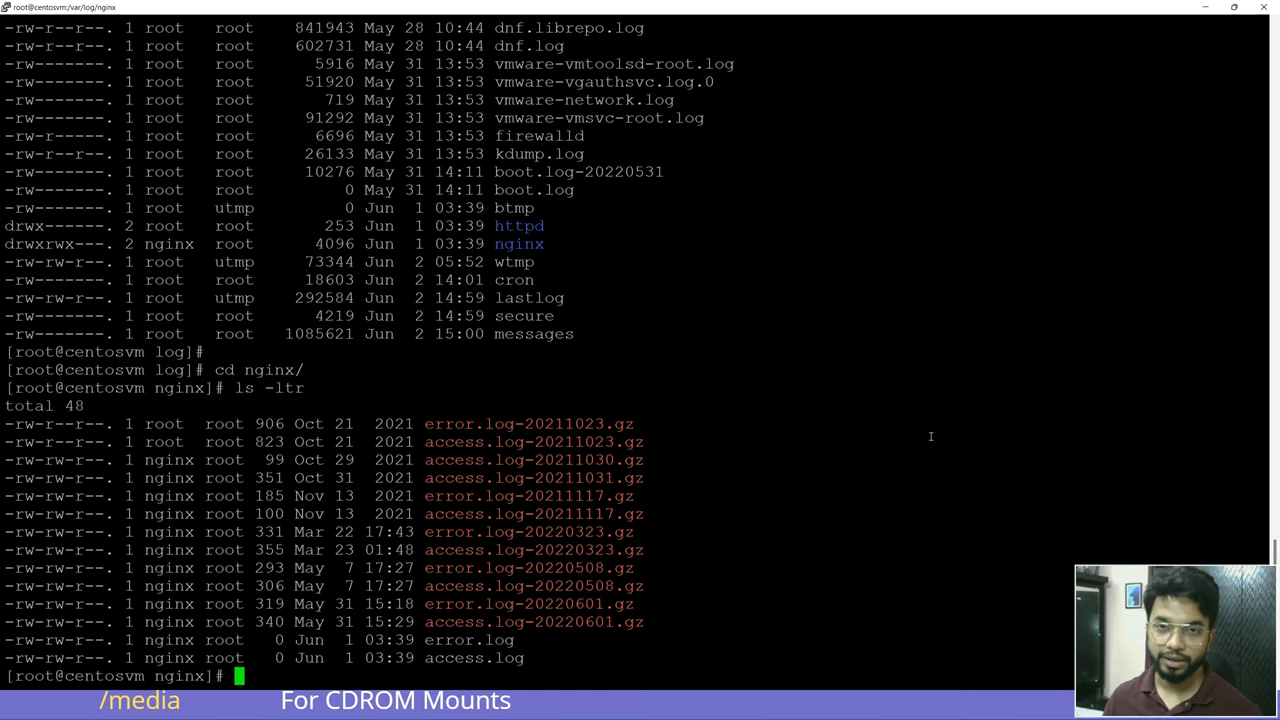 root@centosvm:/var/log/nginx
-rw-r--r--. 1 root   root    841943 May 28 10:44 dnf.librepo.log
-rw-r--r--. 1 root   root    602731 May 28 10:44 dnf.log
-rw-------. 1 root   root      5916 May 31 13:53 vmware-vmtoolsd-root.log
-rw-------. 1 root   root     51920 May 31 13:53 vmware-vgauthsvc.log.0
-rw-------. 1 root   root       719 May 31 13:53 vmware-network.log
-rw-------. 1 root   root     91292 May 31 13:53 vmware-vmsvc-root.log
-rw-r-----. 1 root   root      6696 May 31 13:53 firewalld
-rw-r--r--. 1 root   root     26133 May 31 13:53 kdump.log
-rw-------. 1 root   root     10276 May 31 14:11 boot.log-20220531
-rw-------. 1 root   root         0 May 31 14:11 boot.log
-rw-------. 1 root   utmp         0 Jun  1 03:39 btmp
drwx------. 2 root   root       253 Jun  1 03:39 httpd
drwxrwx---. 2 nginx  root      4096 Jun  1 03:39 nginx
-rw-rw-r--. 1 root   utmp     73344 Jun  2 05:52 wtmp
-rw-------. 1 root   root     18603 Jun  2 14:01 cron
-rw-rw-r--. 1 root   utmp    292584 Jun  2 14:59 lastlog
-rw-------. 1 root   root      4219 Jun  2 14:59 secure
-rw-------. 1 root   root   1085621 Jun  2 15:00 messages
[root@centosvm log]#
[root@centosvm log]# cd nginx/
[root@centosvm nginx]# ls -ltr
total 48
-rw-r--r--. 1 root  root 906 Oct 21  2021 error.log-20211023.gz
-rw-r--r--. 1 root  root 823 Oct 21  2021 access.log-20211023.gz
-rw-rw-r--. 1 nginx root  99 Oct 29  2021 access.log-20211030.gz
-rw-rw-r--. 1 nginx root 351 Oct 31  2021 access.log-20211031.gz
-rw-rw-r--. 1 nginx root 185 Nov 13  2021 error.log-20211117.gz
-rw-rw-r--. 1 nginx root 100 Nov 13  2021 access.log-20211117.gz
-rw-rw-r--. 1 nginx root 331 Mar 22 17:43 error.log-20220323.gz
-rw-rw-r--. 1 nginx root 355 Mar 23 01:48 access.log-20220323.gz
-rw-rw-r--. 1 nginx root 293 May  7 17:27 error.log-20220508.gz
-rw-rw-r--. 1 nginx root 306 May  7 17:27 access.log-20220508.gz
-rw-rw-r--. 1 nginx root 319 May 31 15:18 error.log-20220601.gz
-rw-rw-r--. 1 nginx root 340 May 31 15:29 access.log-20220601.gz
-rw-rw-r--. 1 nginx root   0 Jun  1 03:39 error.log
-rw-rw-r--. 1 nginx root   0 Jun  1 03:39 access.log
[root@centosvm nginx]#
/media For CDROM Mounts